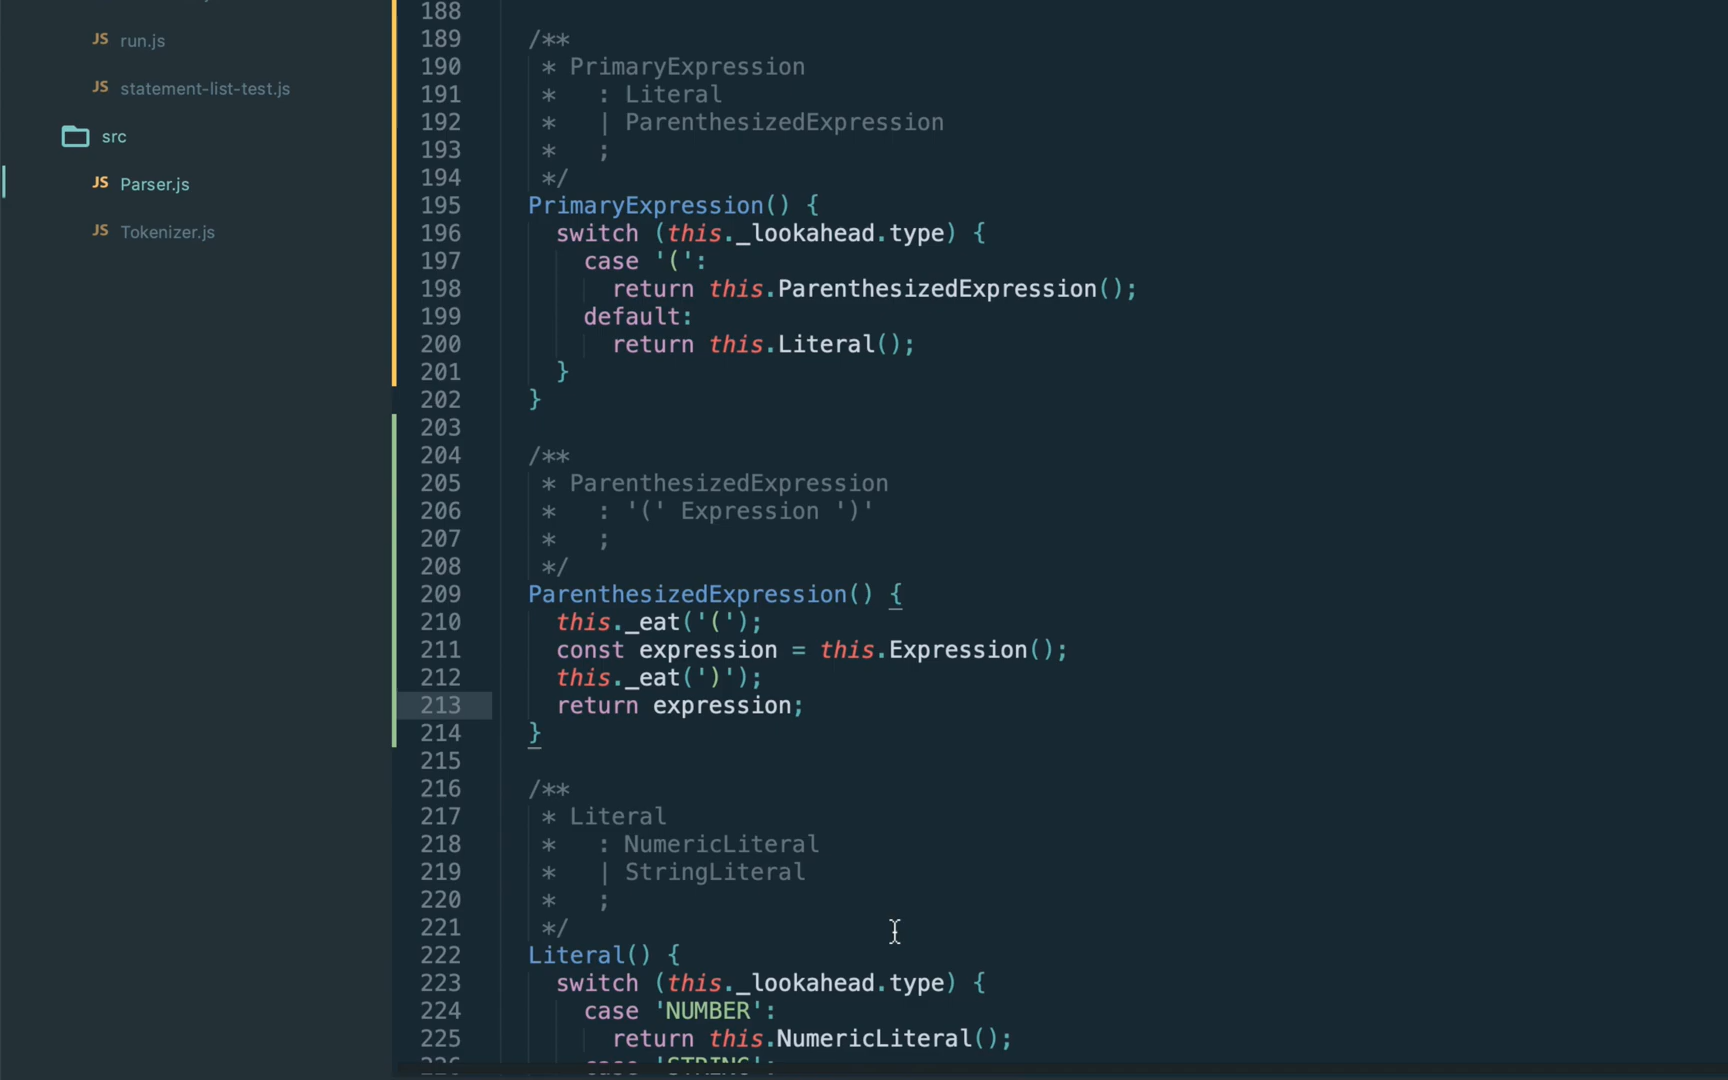 JS run.js
JS statement-list-test.js
src
JS Parser.js
JS Tokenizer.js
188
189 /**
190 * PrimaryExpression
191 * : Literal
192 * | ParenthesizedExpression
193 * ;
194 */
195 PrimaryExpression() {
196 switch (this._lookahead.type) {
197 case '(':
198 return this.ParenthesizedExpression();
199 default:
200 return this.Literal();
201 }
202 }
203
204 /**
205 * ParenthesizedExpression
206 * : '(' Expression ')'
207 * ;
208 */
209 ParenthesizedExpression() {
210 this._eat('(');
211 const expression = this.Expression();
212 this._eat(')');
213 return expression;
214 }
215
216 /**
217 * Literal
218 * : NumericLiteral
219 * | StringLiteral
220 * ;
221 */
222 Literal() {
223 switch (this._lookahead.type) {
224 case 'NUMBER':
225 return this.NumericLiteral();
226 case 'STRING':